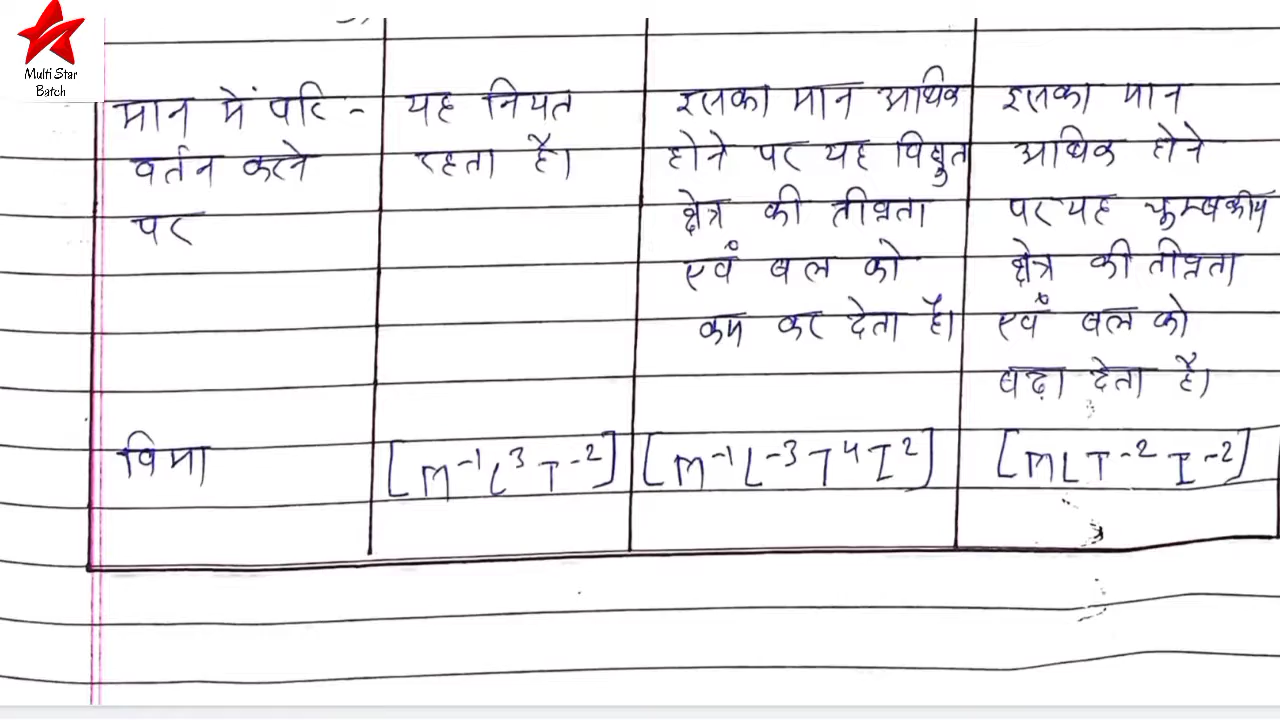 Multi Star
Batch
मान में परि -
वर्तन करने
पर
यह नियत
रहता है।
इसका मान अधिक
होने पर यह विद्युत
क्षेत्र की तीव्रता
एवं बल को
कम कर देता है।
इसका मान
अधिक होने
पर यह चुम्बकीय
क्षेत्र की तीव्रता
एवं बल को
बढ़ा देता है।
विमा
[M⁻¹L³T⁻²]
[M⁻¹L⁻³T⁴I²]
[MLT⁻²I⁻²]